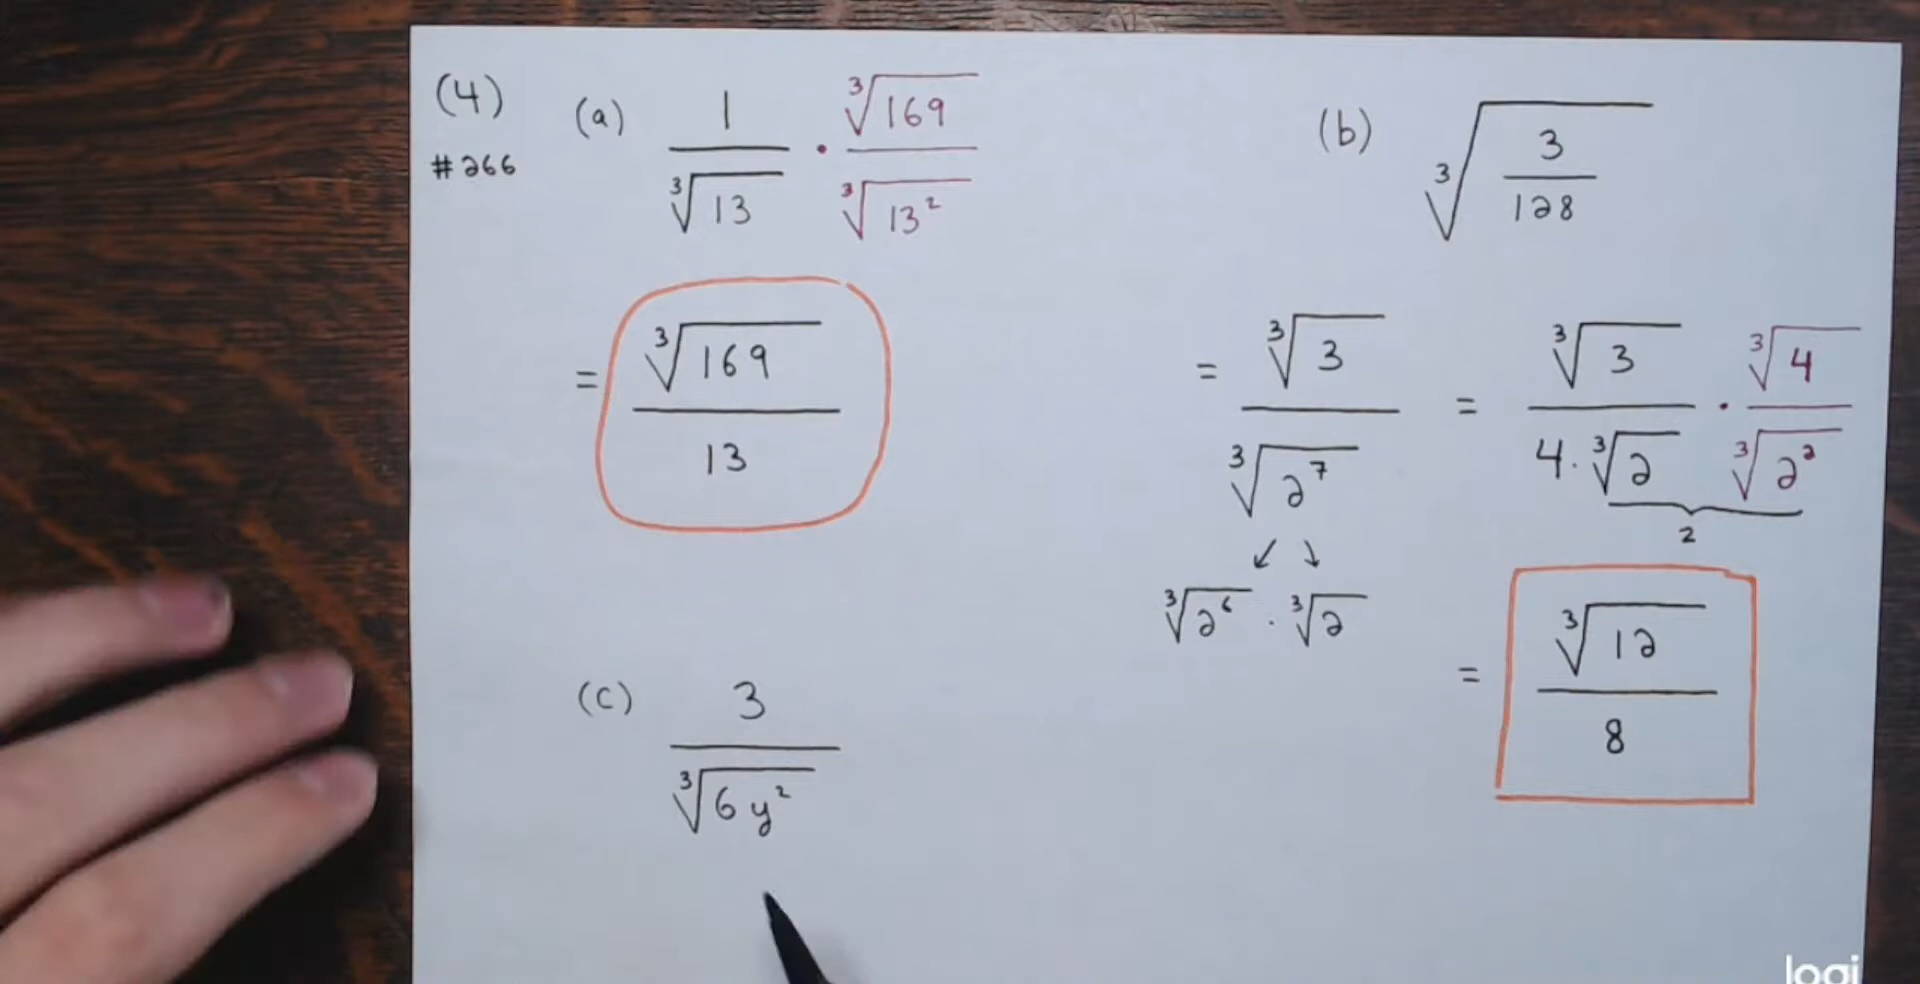 (4) #266
(a) 1/∛13 · ∛169/∛13²
= ∛169/13
(b) ∛(3/128)
= ∛3/∛2⁷ = ∛3/(4·∛2) · ∛4/∛2²
2
↙ ↘
∛2⁶ · ∛2
= ∛12/8
(c) 3/∛(6y²)
logi